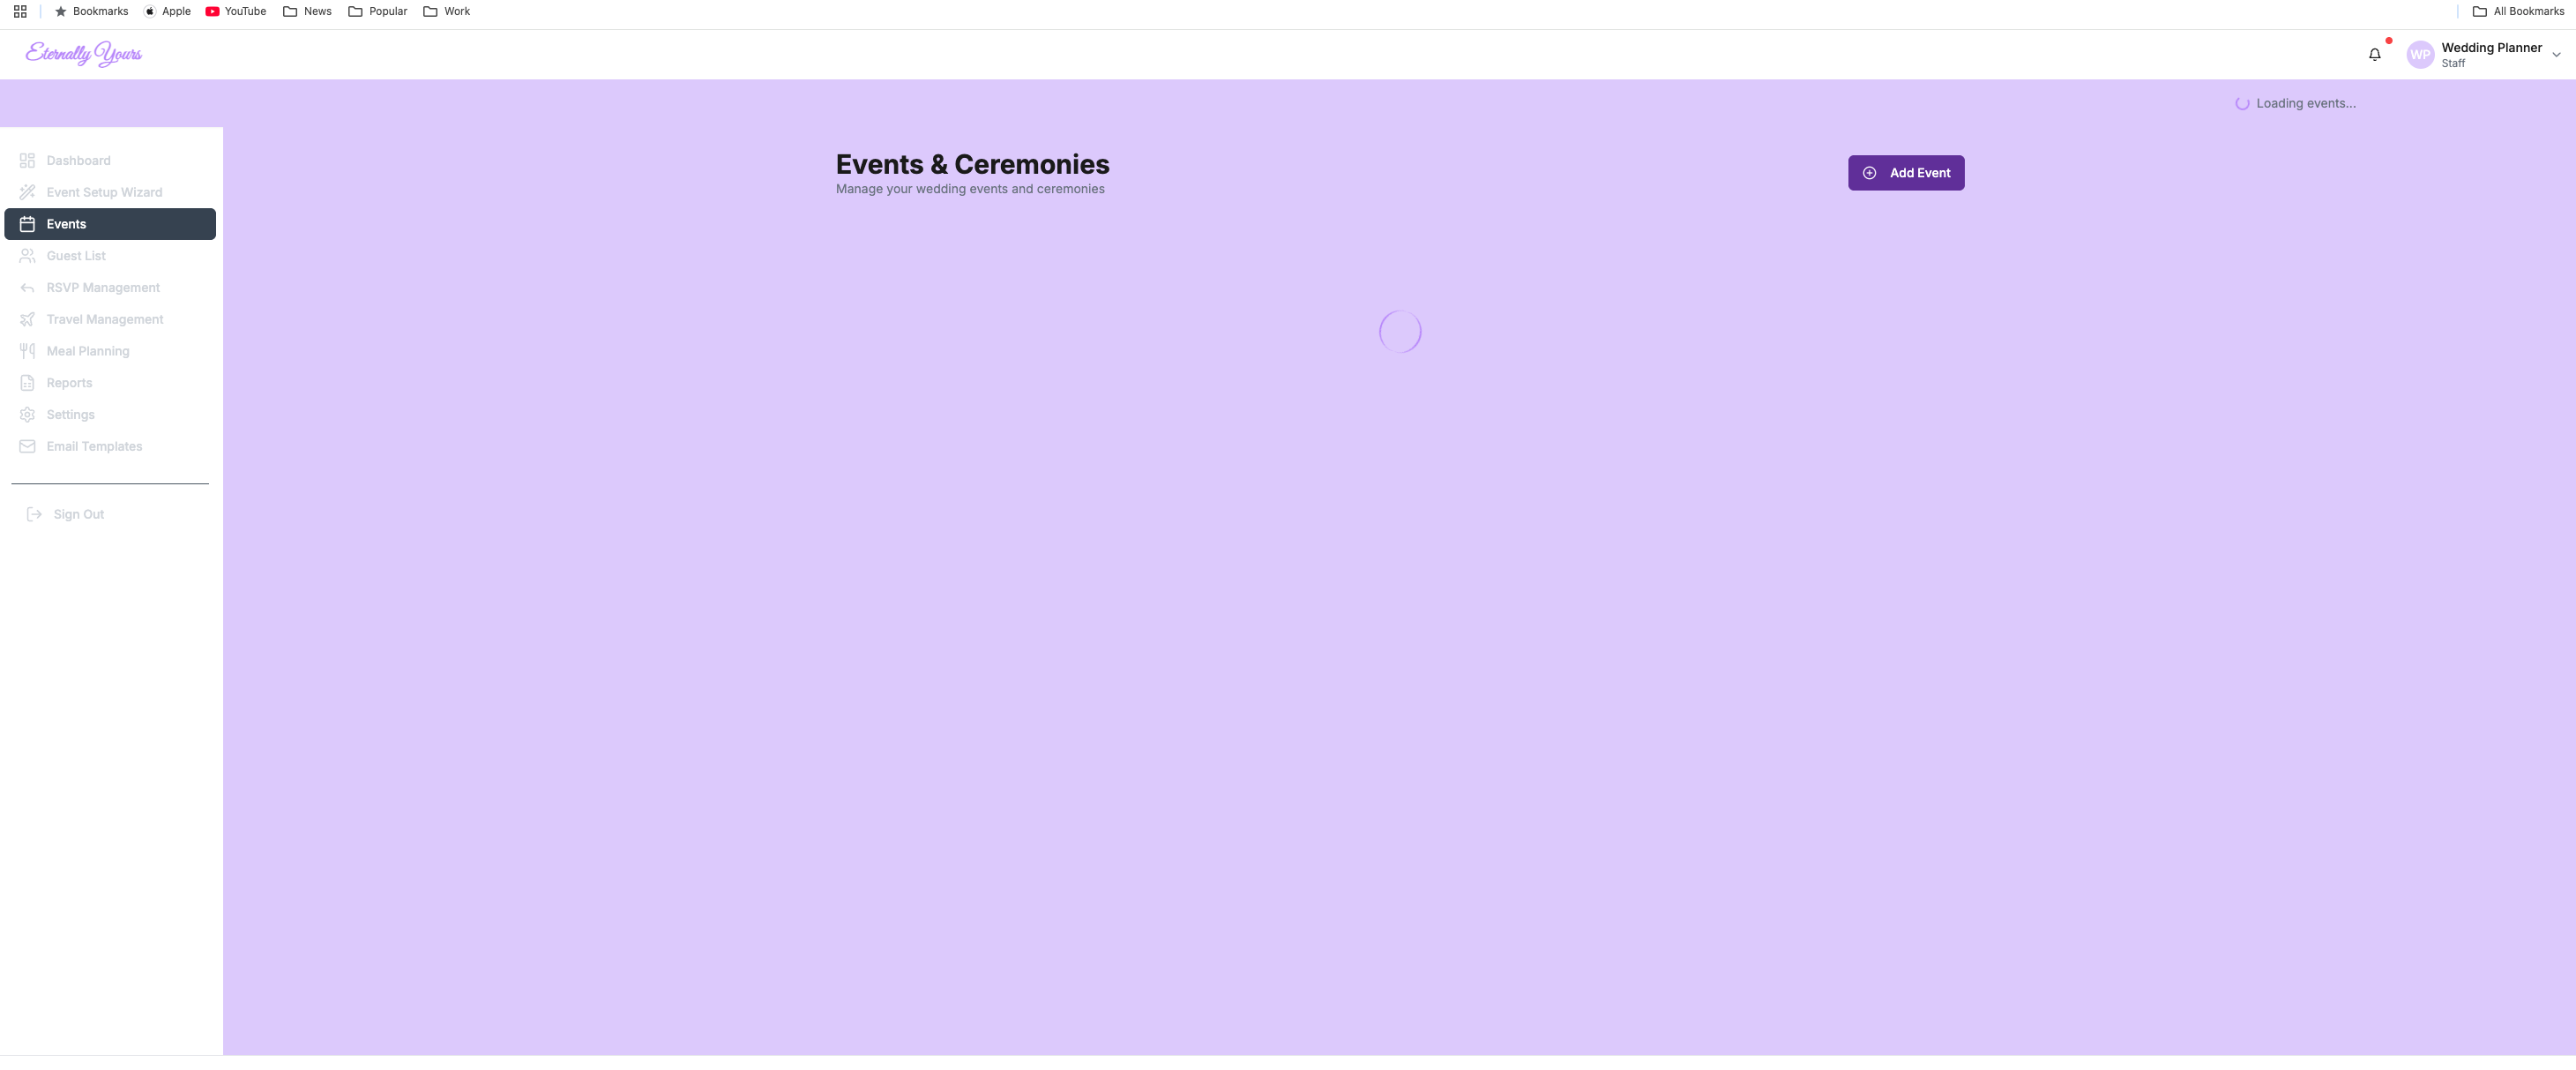 Bookmarks Apple YouTube News Popular Work All Bookmarks
Eternally Yours
WP
Wedding Planner
Staff
Loading events...
Dashboard
Event Setup Wizard
Events
Guest List
RSVP Management
Travel Management
Meal Planning
Reports
Settings
Email Templates
Sign Out
Events & Ceremonies
Manage your wedding events and ceremonies
Add Event